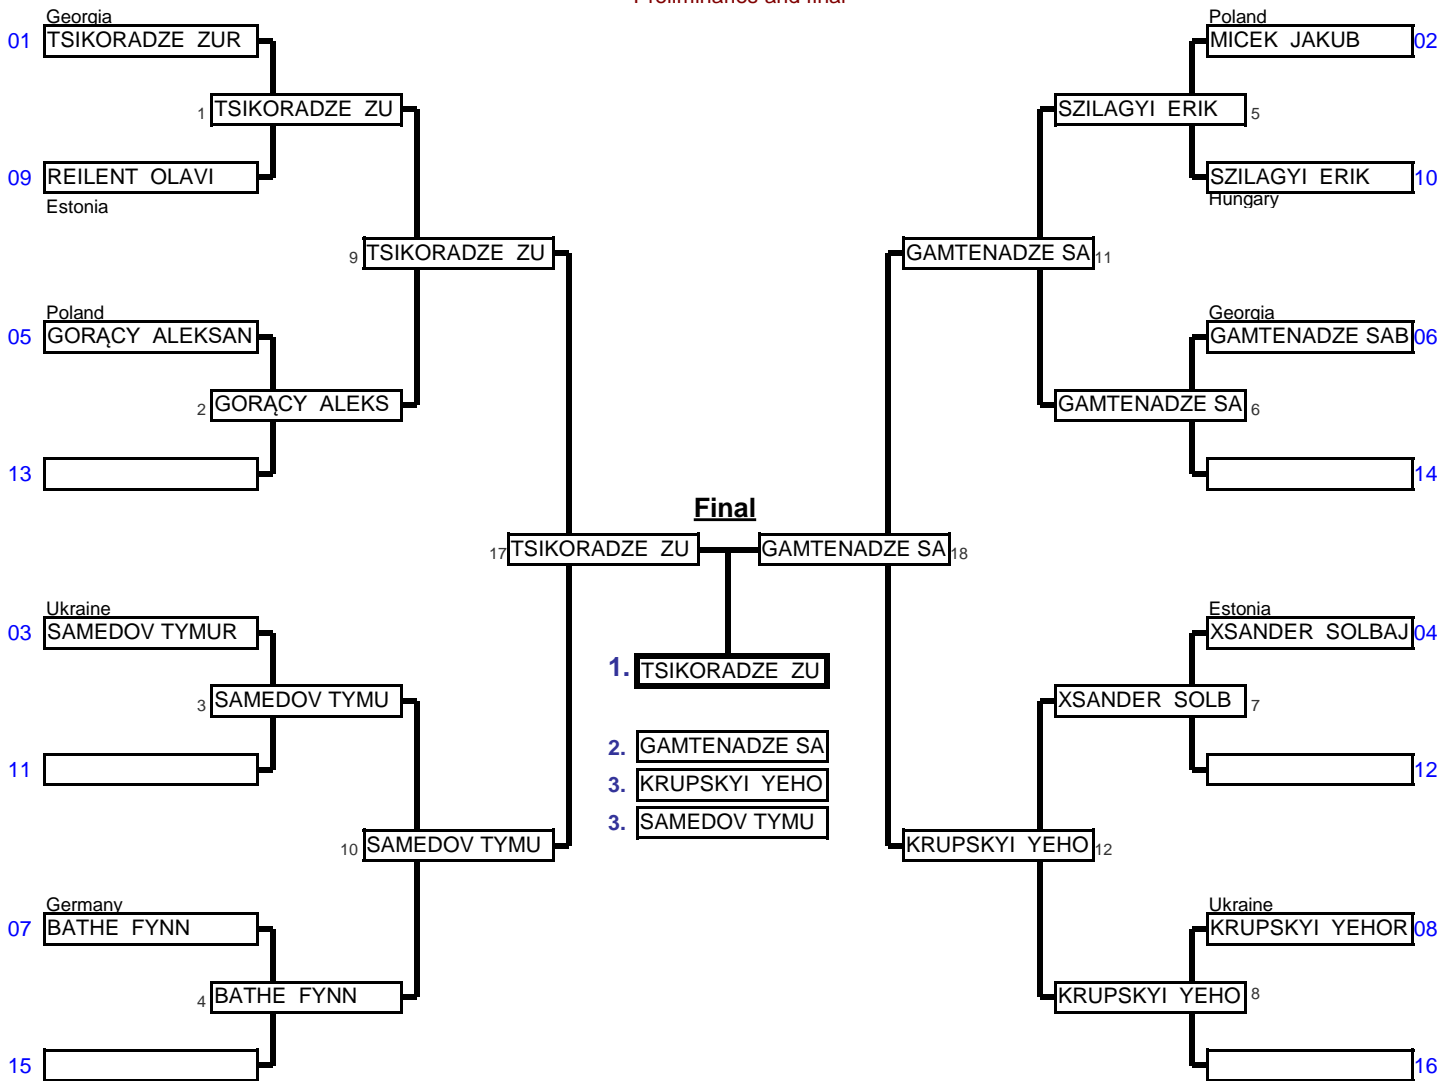 Preliminaries and final
Georgia
01 TSIKORADZE ZUR
1 TSIKORADZE ZU
09 REILENT OLAVI
Estonia
9 TSIKORADZE ZU
Poland
05 GORĄCY ALEKSAN
2 GORĄCY ALEKS
13
17 TSIKORADZE ZU
Ukraine
03 SAMEDOV TYMUR
3 SAMEDOV TYMU
11
10 SAMEDOV TYMU
Germany
07 BATHE FYNN
4 BATHE FYNN
15
Final
1. TSIKORADZE ZU
2. GAMTENADZE SA
3. KRUPSKYI YEHO
3. SAMEDOV TYMU
Poland
MICEK JAKUB 02
SZILAGYI ERIK 5
SZILAGYI ERIK 10
Hungary
GAMTENADZE SA 11
Georgia
GAMTENADZE SAB 06
GAMTENADZE SA 6
14
GAMTENADZE SA 18
Estonia
XSANDER SOLBAJ 04
XSANDER SOLB 7
12
KRUPSKYI YEHO 12
Ukraine
KRUPSKYI YEHOR 08
KRUPSKYI YEHO 8
16